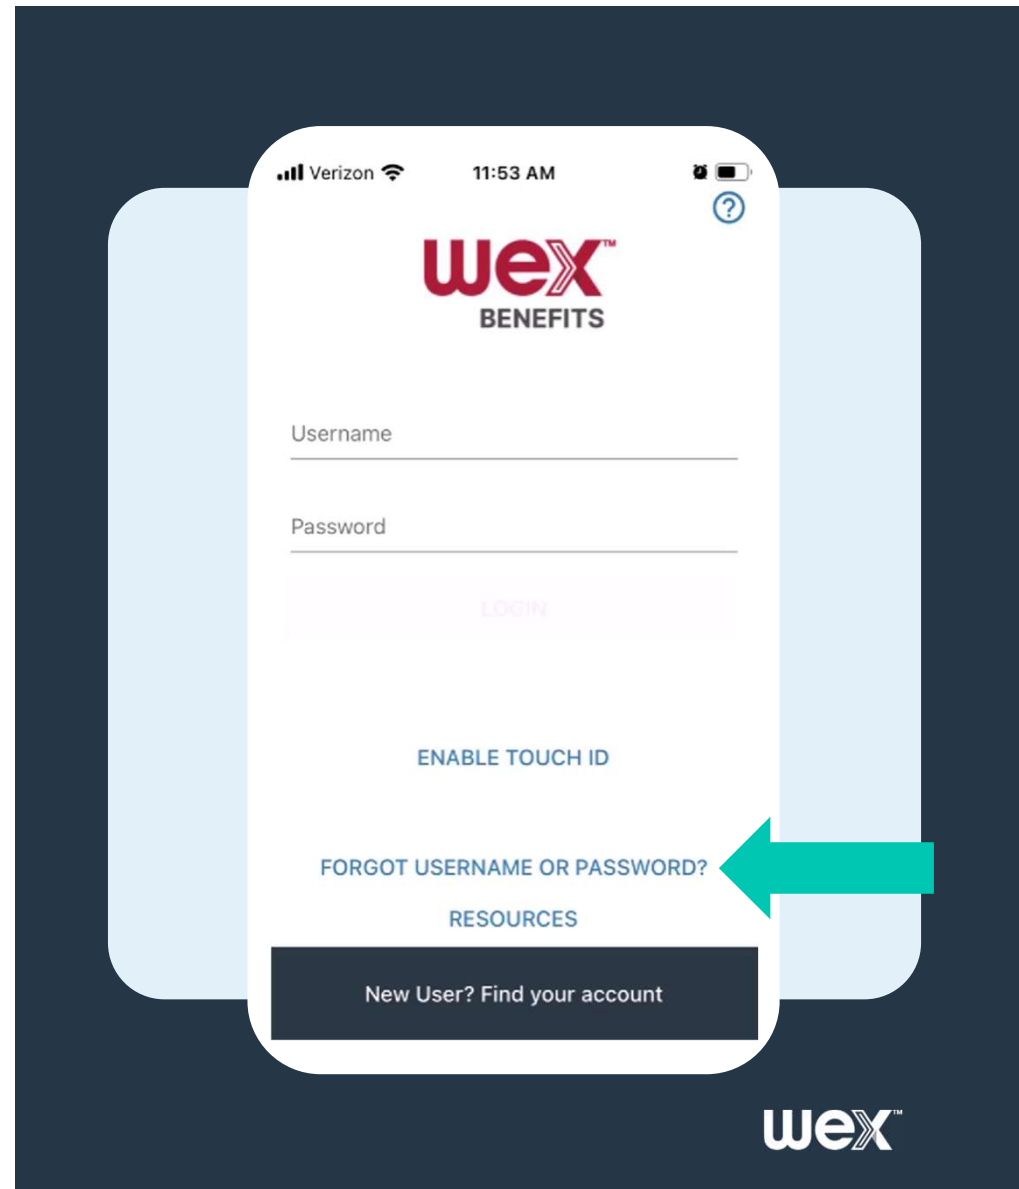 Verizon 11:53 AM
wex™
BENEFITS
Username
Password
LOGIN
ENABLE TOUCH ID
FORGOT USERNAME OR PASSWORD?
RESOURCES
New User? Find your account
wex™